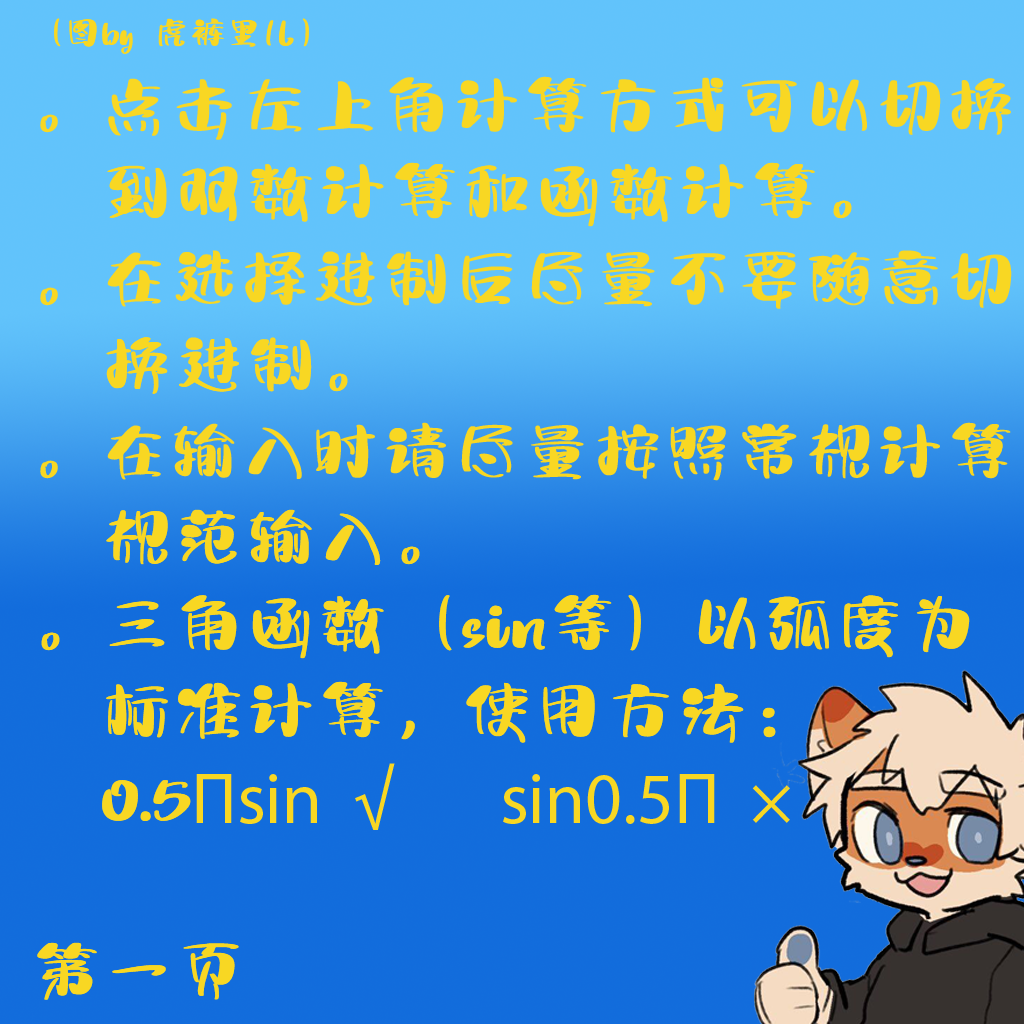 （图by 虎裤里儿）
。点击左上角计算方式可以切换
到双数计算和函数计算。
。在选择进制后尽量不要随意切
换进制。
。在输入时请尽量按照常规计算
规范输入。
。三角函数（sin等）以弧度为
标准计算，使用方法：
0.5Πsin √ sin0.5Π ×
第一页